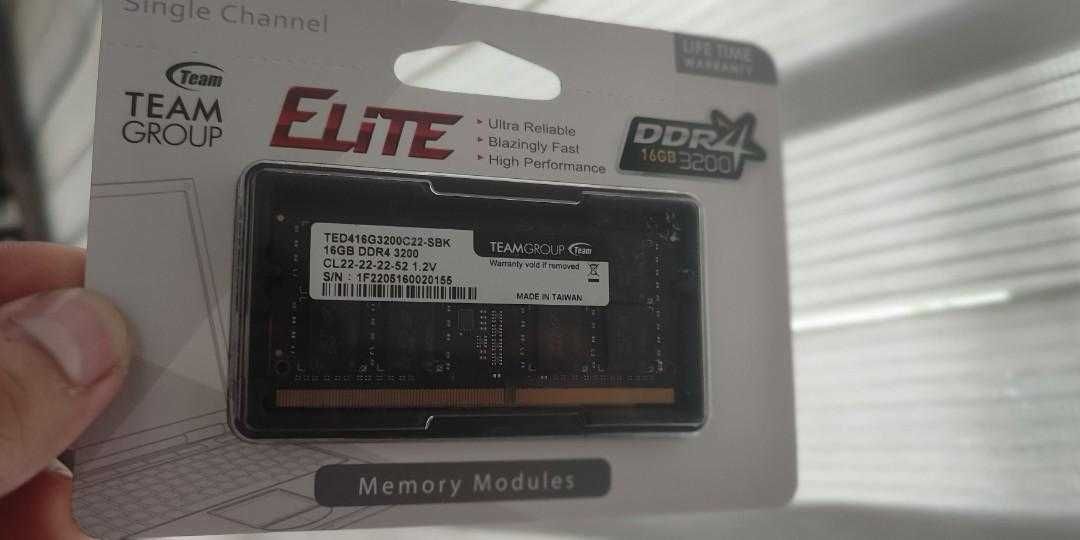 Single Channel
LIFE TIME
WARRANTY
Team
TEAM
GROUP
ELiTE
Ultra Reliable
Blazingly Fast
High Performance
DDR4
16GB 3200
TED416G3200C22-SBK
16GB DDR4 3200
CL22-22-22-52 1.2V
S/N : 1F2205160020155
TEAMGROUP Team
Warranty void if removed
MADE IN TAIWAN
Memory Modules